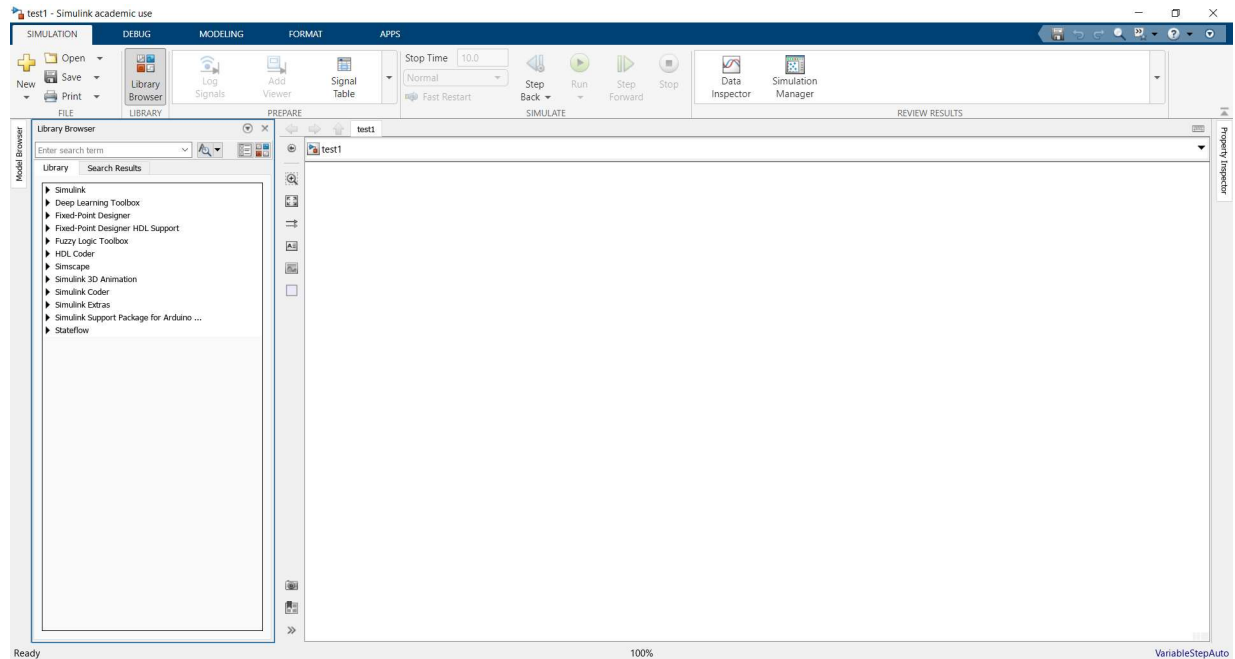 test1 - Simulink academic use
SIMULATION DEBUG MODELING FORMAT APPS
New
Open
Save
Print
FILE
Library
Browser
LIBRARY
Log
Signals
Add
Viewer
Signal
Table
PREPARE
Stop Time 10.0
Normal
Fast Restart
Step
Back
Run
Step
Forward
Stop
SIMULATE
Data
Inspector
Simulation
Manager
REVIEW RESULTS
Model Browser
Library Browser
Enter search term
Library Search Results
Simulink
Deep Learning Toolbox
Fixed-Point Designer
Fixed-Point Designer HDL Support
Fuzzy Logic Toolbox
HDL Coder
Simscape
Simulink 3D Animation
Simulink Coder
Simulink Extras
Simulink Support Package for Arduino ...
Stateflow
test1
test1
Property Inspector
Ready 100% VariableStepAuto